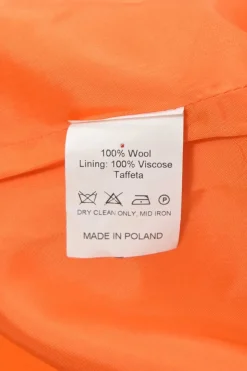 100% Wool
Lining: 100% Viscose
Taffeta
P
DRY CLEAN ONLY, MID IRON
MADE IN POLAND